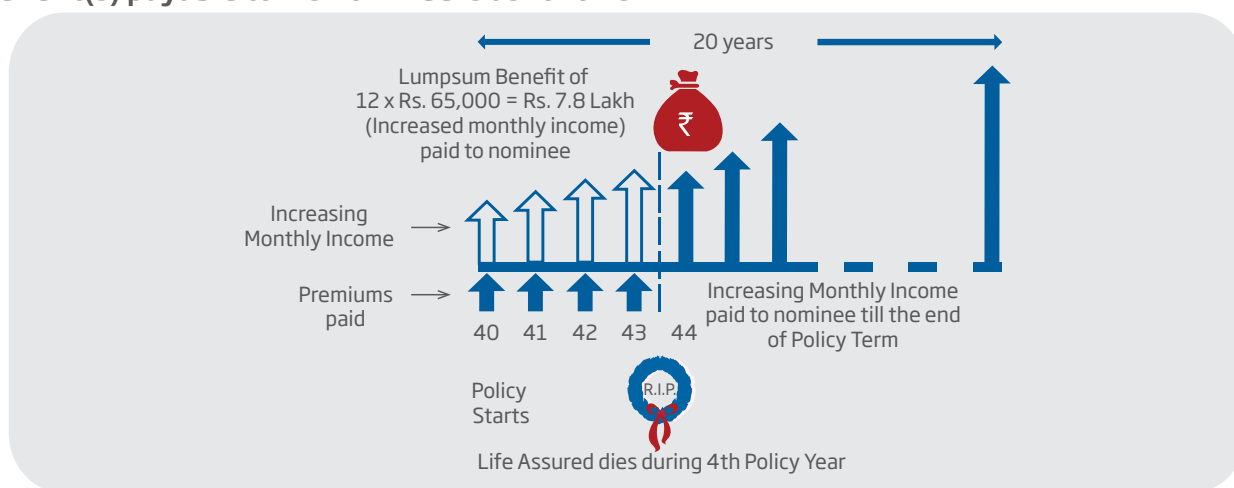 20 years
Lumpsum Benefit of
12 x Rs. 65,000 = Rs. 7.8 Lakh
(Increased monthly income)
paid to nominee
₹
Increasing
Monthly Income
Premiums
paid
40 41 42 43 44
Increasing Monthly Income
paid to nominee till the end
of Policy Term
Policy
Starts
R.I.P.
Life Assured dies during 4th Policy Year